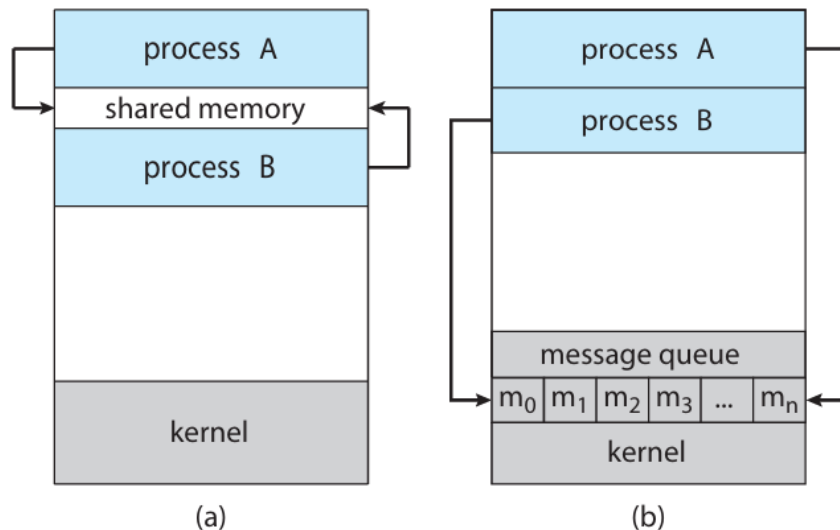 process A
shared memory
process B
kernel
(a)
process A
process B
message queue
m₀ m₁ m₂ m₃ ... mₙ
kernel
(b)